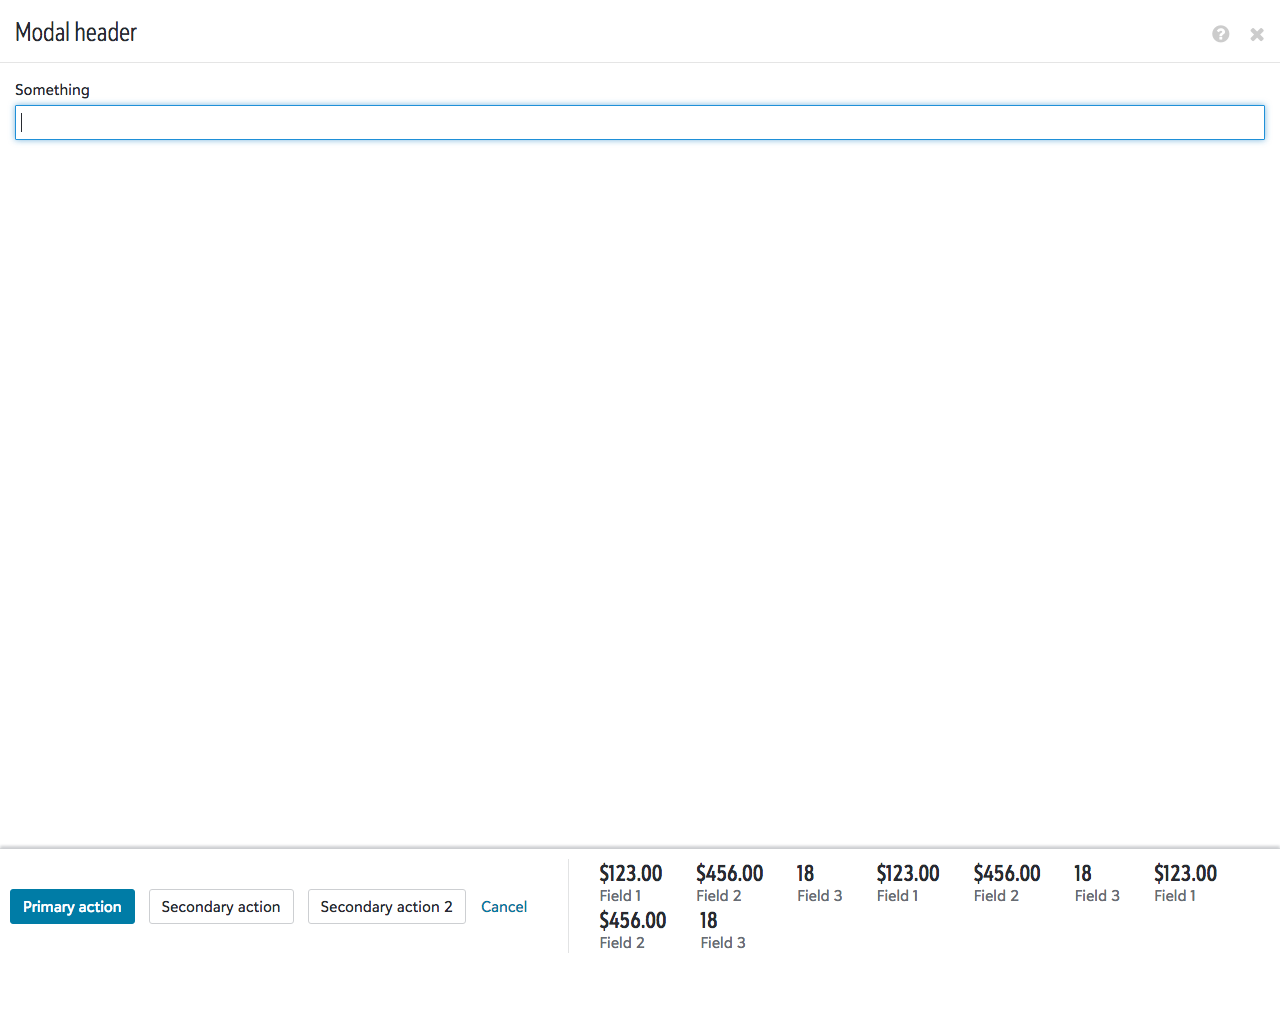 Modal header
Something
Primary action Secondary action Secondary action 2 Cancel
$123.00 $456.00 18 $123.00 $456.00 18 $123.00
Field 1 Field 2 Field 3 Field 1 Field 2 Field 3 Field 1
$456.00 18
Field 2 Field 3